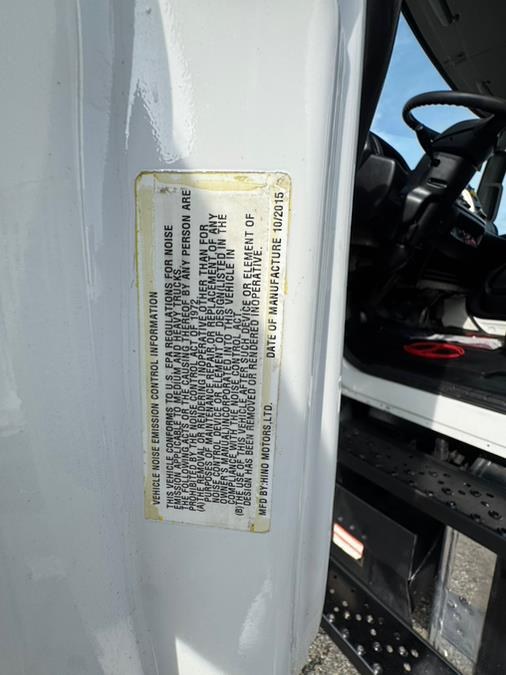 VEHICLE NOISE EMISSION CONTROL INFORMATION
THIS VEHICLE CONFORMS TO U.S. EPA REGULATIONS FOR NOISE
EMISSION APPLICABLE TO MEDIUM AND HEAVY TRUCKS.
THE FOLLOWING ACTS OR THE CAUSING THEREOF BY ANY PERSON ARE
PROHIBITED BY THE NOISE CONTROL ACT OF 1972.
(A) THE REMOVAL OR RENDERING INOPERATIVE OTHER THAN FOR
PURPOSES OF MAINTENANCE, REPAIR, OR REPLACEMENT OF ANY
NOISE CONTROL DEVICE OR ELEMENT OF DESIGN (LISTED IN THE
OWNER'S MANUAL) INCORPORATED INTO THIS VEHICLE IN
COMPLIANCE WITH THE NOISE CONTROL ACT.
(B) THE USE OF THIS VEHICLE AFTER SUCH DEVICE OR ELEMENT OF
DESIGN HAS BEEN REMOVED OR RENDERED INOPERATIVE.
DATE OF MANUFACTURE 10/2015
MFD BY:HINO MOTORS,LTD.